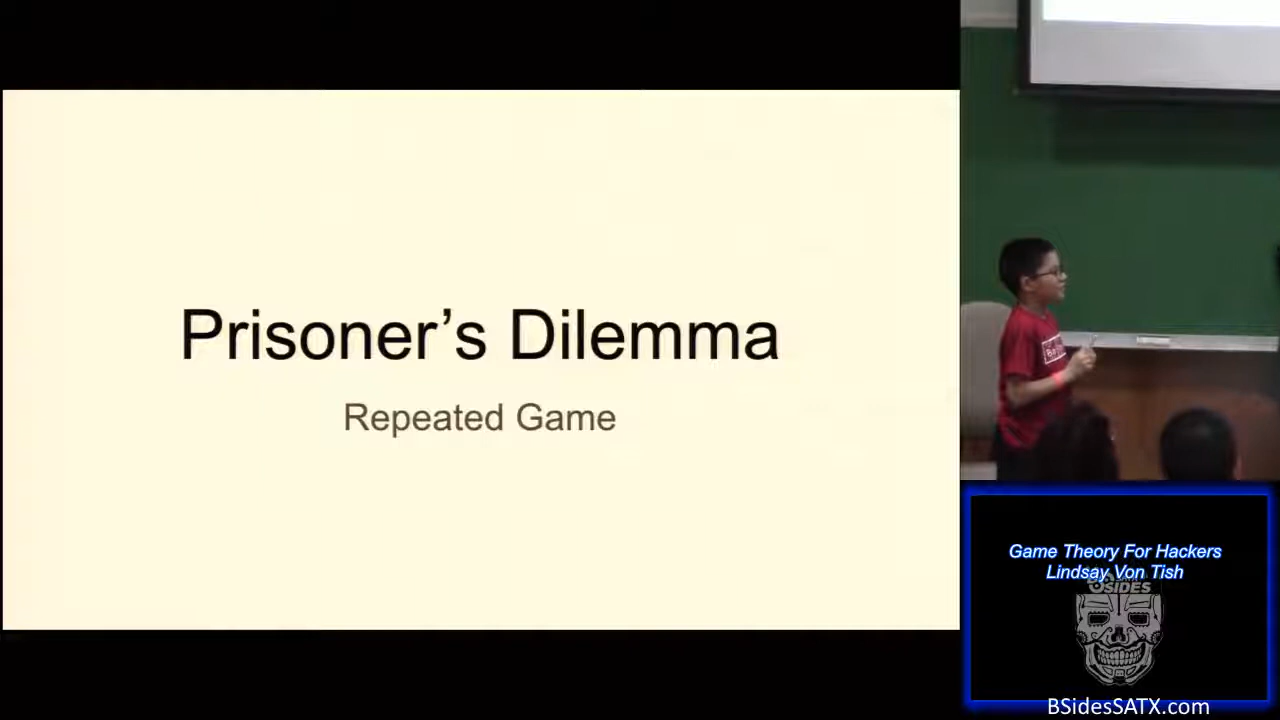 Prisoner's Dilemma
Repeated Game
Game Theory For Hackers
Lindsay Von Tish
BSIDES
BSidesSATX.com